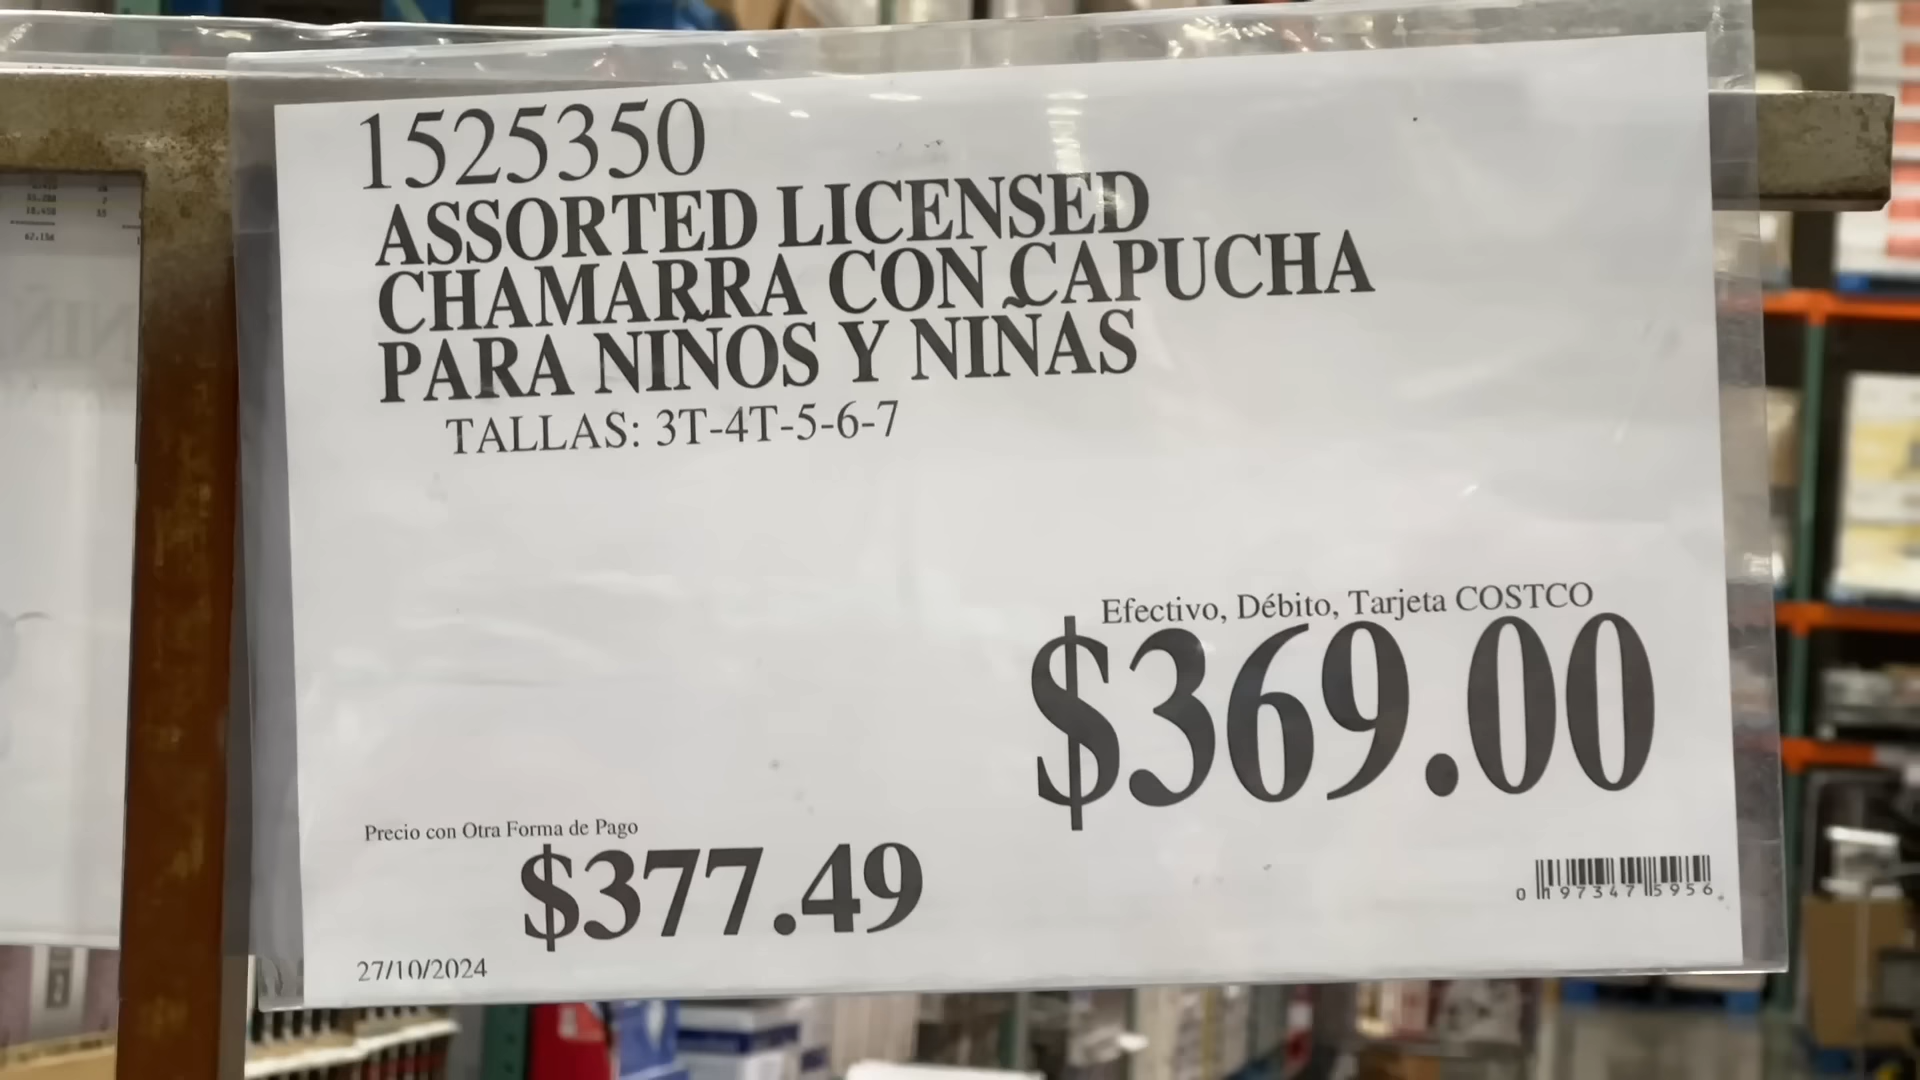 1525350
ASSORTED LICENSED
CHAMARRA CON CAPUCHA
PARA NIÑOS Y NIÑAS
TALLAS: 3T-4T-5-6-7
Efectivo, Débito, Tarjeta COSTCO
$369.00
Precio con Otra Forma de Pago
$377.49
27/10/2024